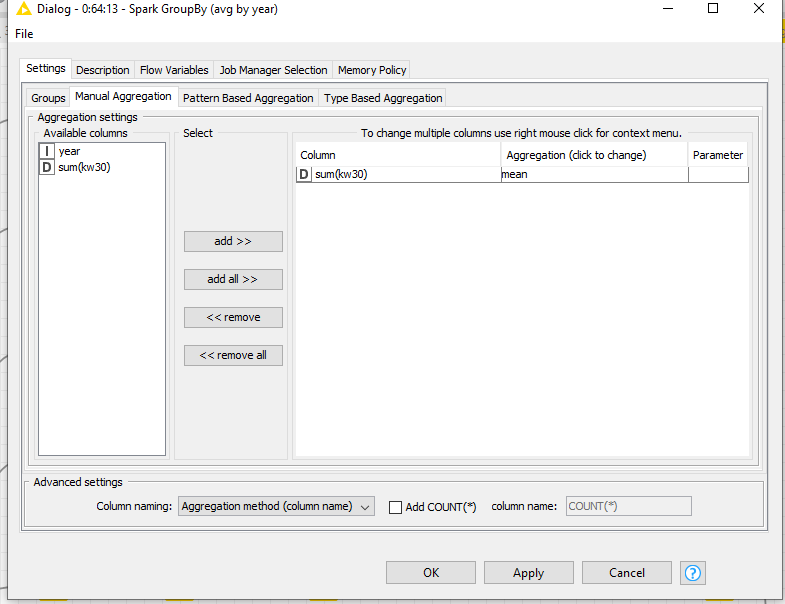 Dialog - 0:64:13 - Spark GroupBy (avg by year)
File
Settings Description Flow Variables Job Manager Selection Memory Policy
Groups Manual Aggregation Pattern Based Aggregation Type Based Aggregation
Aggregation settings
Available columns
I year
D sum(kw30)
Select
add >>
add all >>
<< remove
<< remove all
To change multiple columns use right mouse click for context menu.
Column Aggregation (click to change) Parameter
D sum(kw30) mean
Advanced settings
Column naming: Aggregation method (column name) Add COUNT(*) column name: COUNT(*)
OK Apply Cancel ?